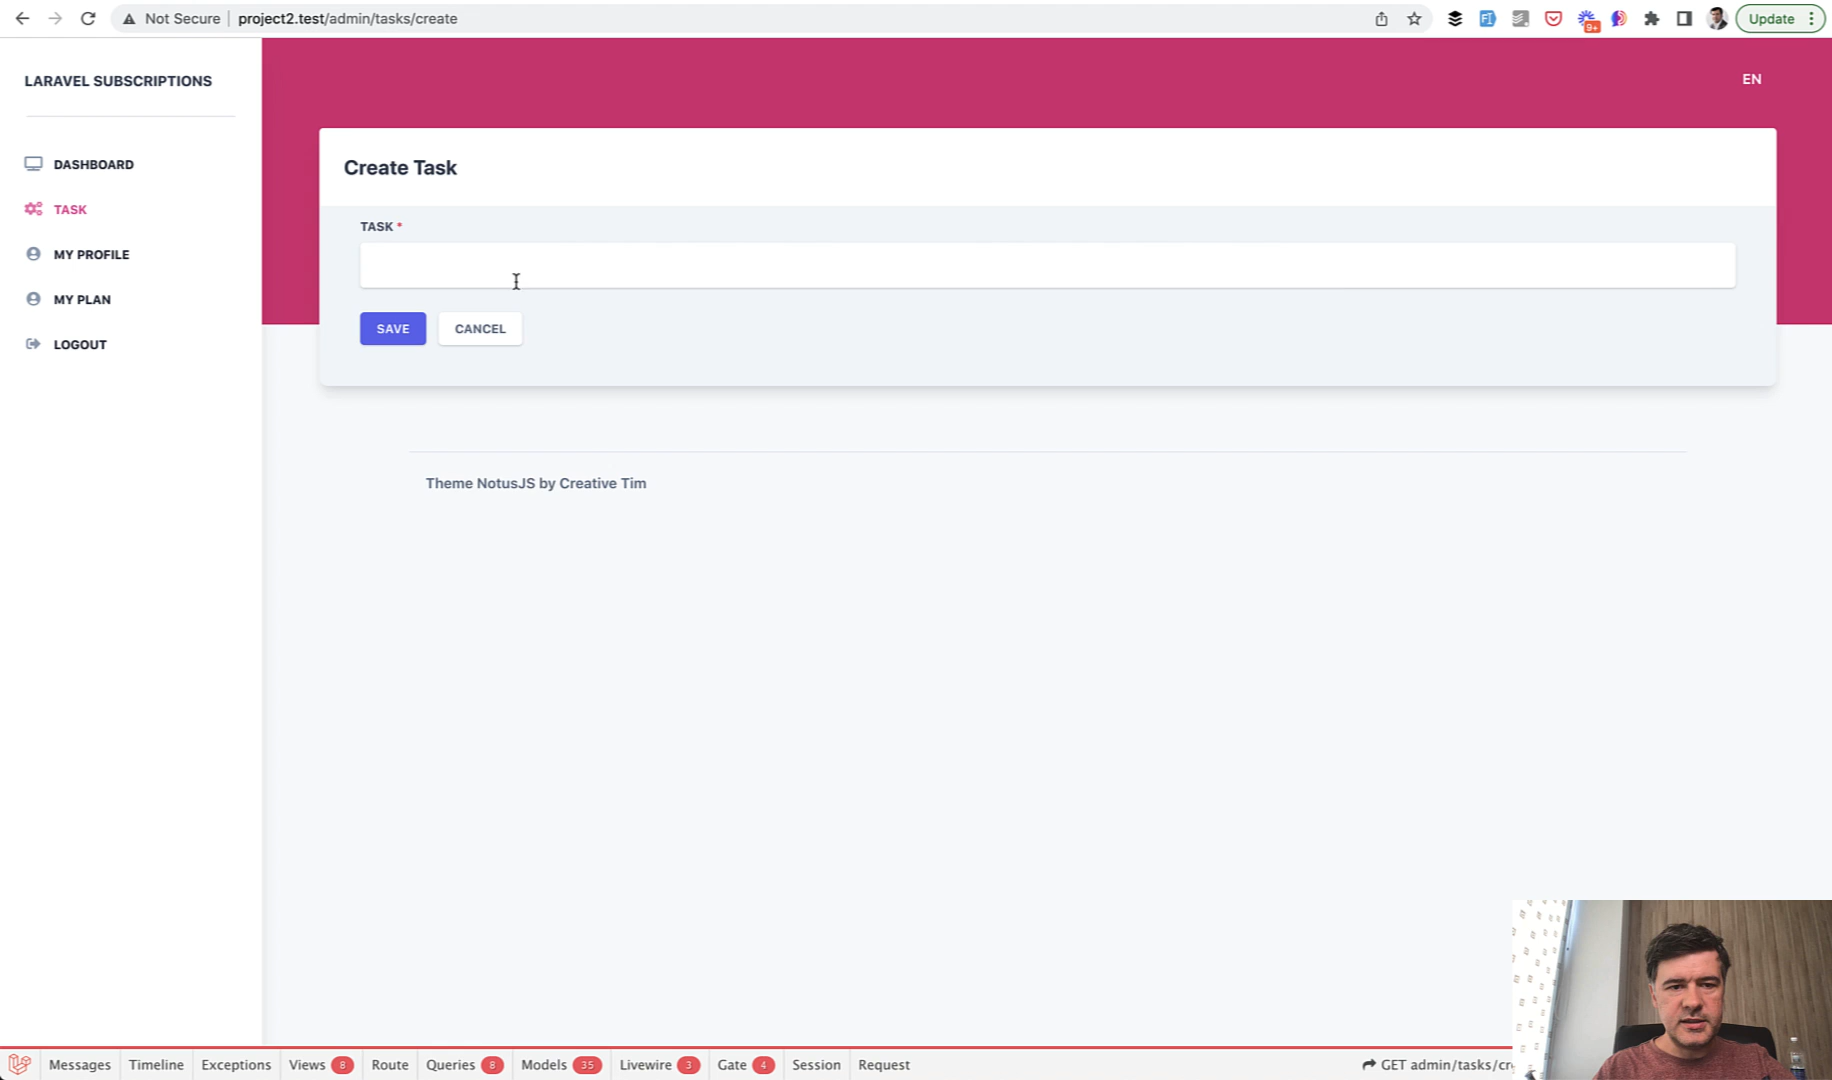 Not Secure project2.test/admin/tasks/create
9+
Update
LARAVEL SUBSCRIPTIONS
EN
DASHBOARD
TASK
MY PROFILE
MY PLAN
LOGOUT
Create Task
TASK *
SAVE
CANCEL
Theme NotusJS by Creative Tim
Messages Timeline Exceptions Views 8 Route Queries 8 Models 35 Livewire 3 Gate 4 Session Request GET admin/tasks/cr